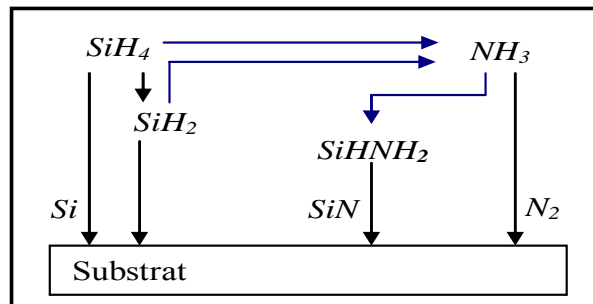 SiH₄ NH₃
SiH₂
SiHNH₂
Si SiN N₂
Substrat